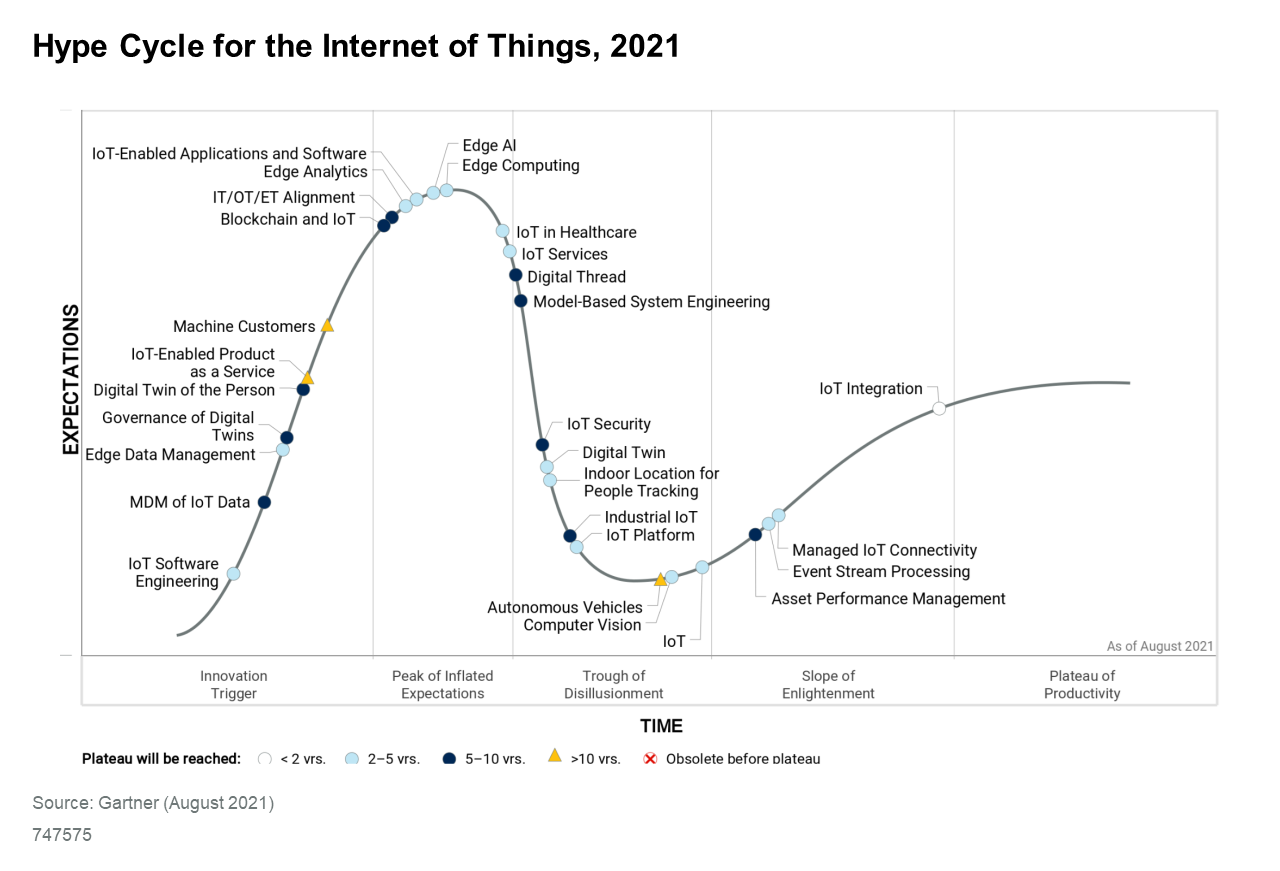 Hype Cycle for the Internet of Things, 2021
Edge AI
IoT-Enabled Applications and Software
Edge Computing
Edge Analytics
IT/OT/ET Alignment
Blockchain and IoT
IoT in Healthcare
IoT Services
Digital Thread
Model-Based System Engineering
Machine Customers
IoT-Enabled Product
as a Service
Digital Twin of the Person
Governance of Digital
Twins
Edge Data Management
MDM of IoT Data
IoT Software
Engineering
EXPECTATIONS
IoT Security
Digital Twin
Indoor Location for
People Tracking
Industrial IoT
IoT Platform
Autonomous Vehicles
Computer Vision
IoT
IoT Integration
Managed IoT Connectivity
Event Stream Processing
Asset Performance Management
As of August 2021
Innovation
Trigger
Peak of Inflated
Expectations
Trough of
Disillusionment
Slope of
Enlightenment
Plateau of
Productivity
TIME
Plateau will be reached: < 2 yrs. 2–5 yrs. 5–10 yrs. >10 yrs. Obsolete before plateau
Source: Gartner (August 2021)
747575